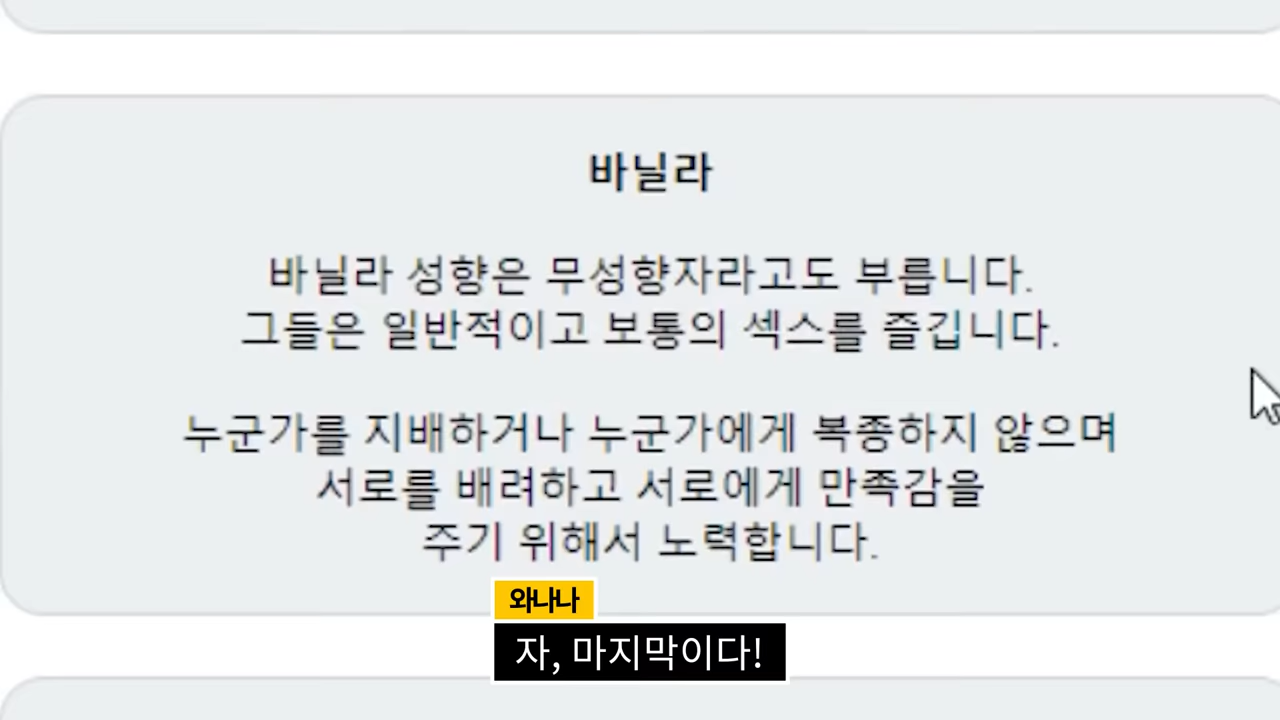 바닐라
바닐라 성향은 무성향자라고도 부릅니다.
그들은 일반적이고 보통의 섹스를 즐깁니다.
누군가를 지배하거나 누군가에게 복종하지 않으며
서로를 배려하고 서로에게 만족감을
주기 위해서 노력합니다.
와나나
자, 마지막이다!